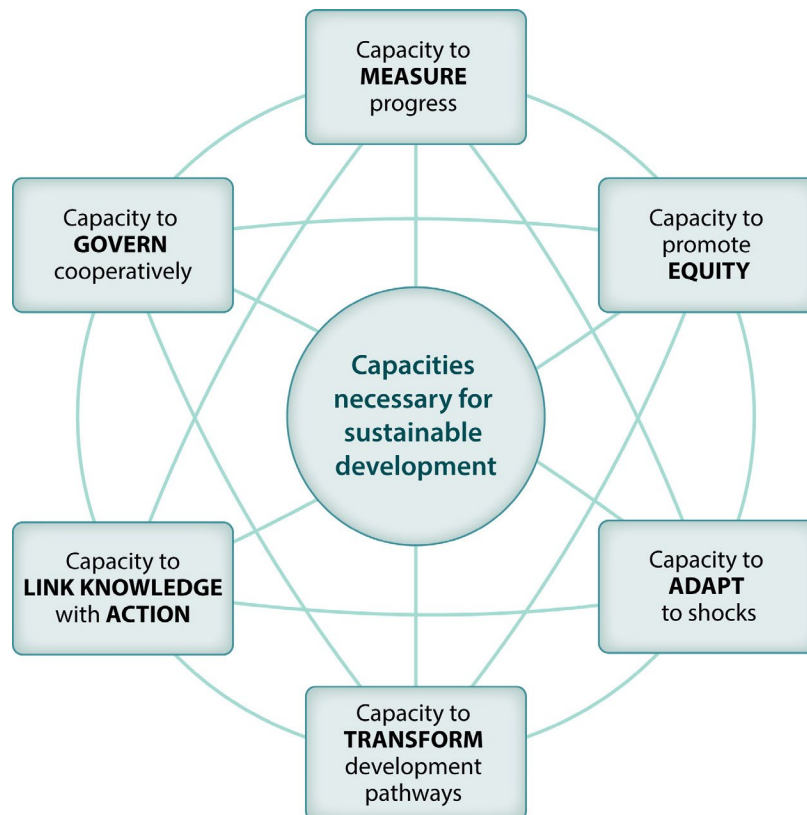 Capacity to
MEASURE
progress
Capacity to
GOVERN
cooperatively
Capacity to
promote
EQUITY
Capacities
necessary for
sustainable
development
Capacity to
LINK KNOWLEDGE
with ACTION
Capacity to
ADAPT
to shocks
Capacity to
TRANSFORM
development
pathways